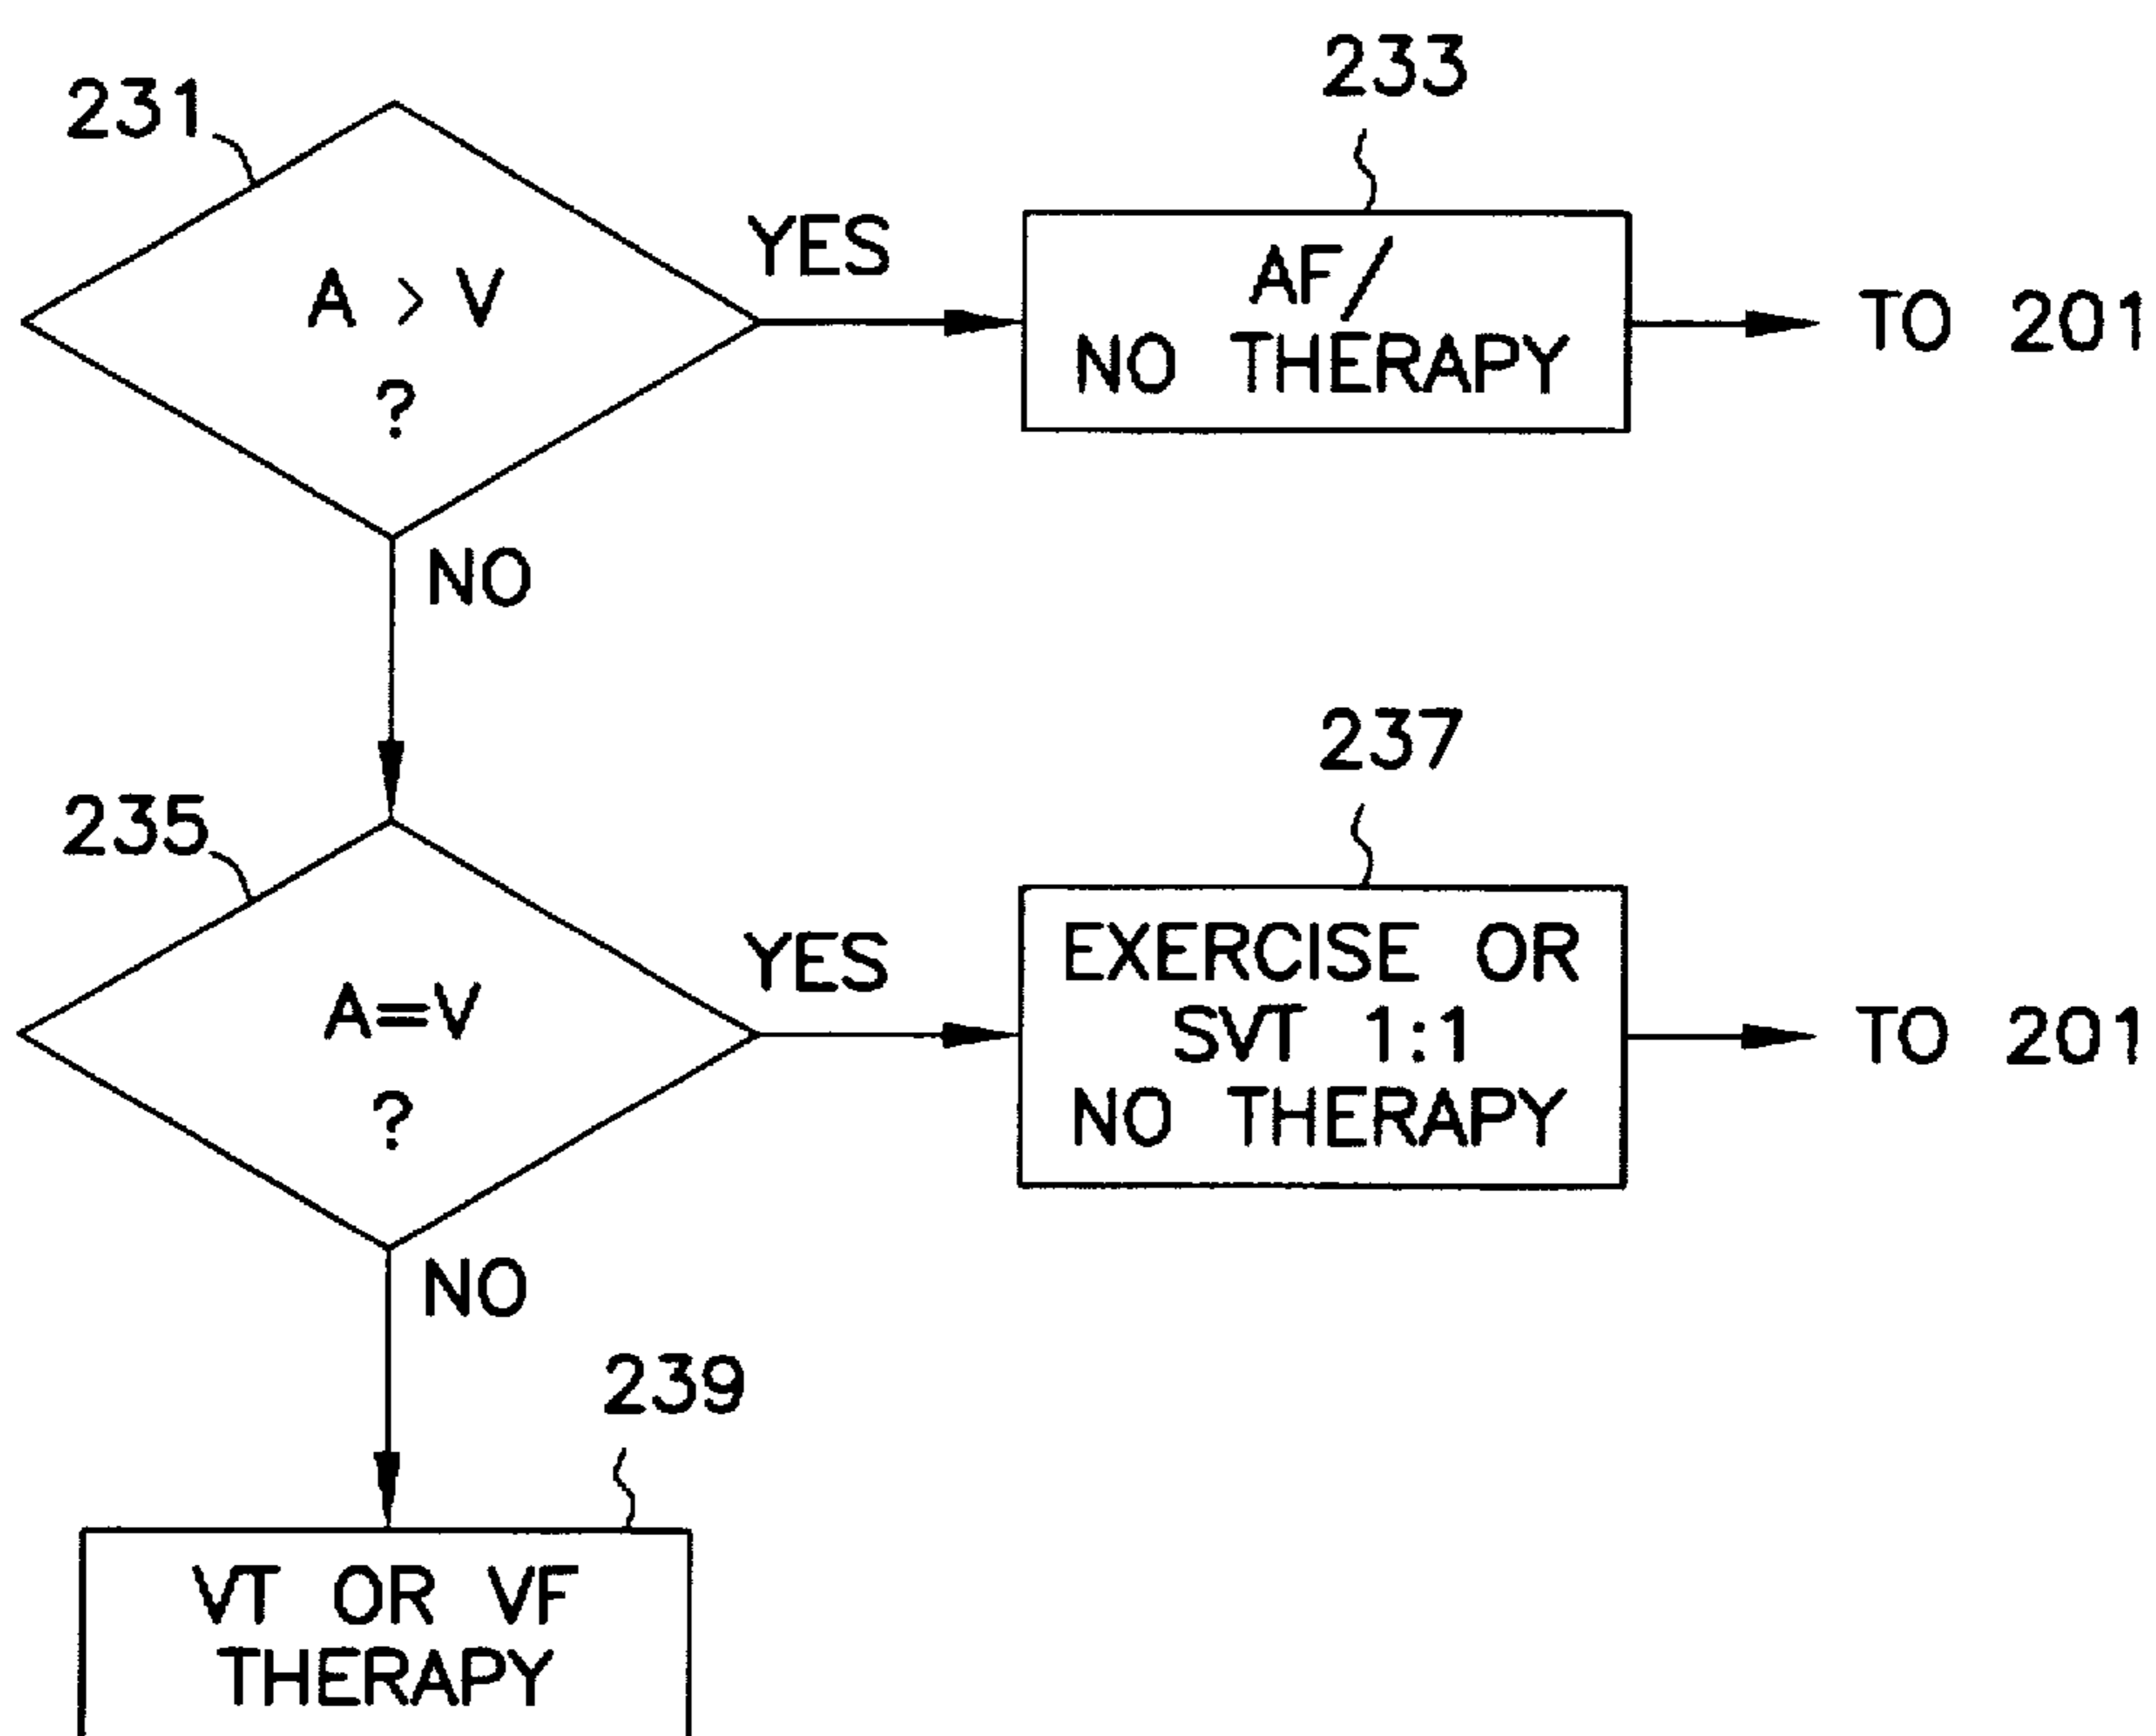 231
A > V
?
YES
233
AF/
NO THERAPY
TO 201
NO
235
A=V
?
YES
237
EXERCISE OR
SVT 1:1
NO THERAPY
TO 201
NO
239
VT OR VF
THERAPY